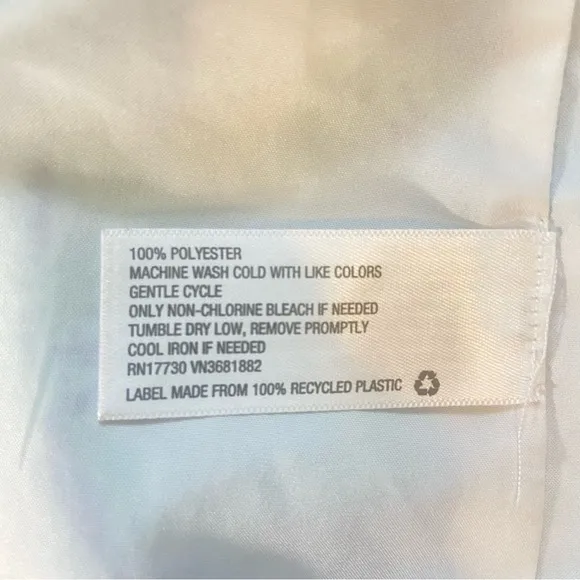 100% POLYESTER
MACHINE WASH COLD WITH LIKE COLORS
GENTLE CYCLE
ONLY NON-CHLORINE BLEACH IF NEEDED
TUMBLE DRY LOW, REMOVE PROMPTLY
COOL IRON IF NEEDED
RN17730 VN3681882
LABEL MADE FROM 100% RECYCLED PLASTIC